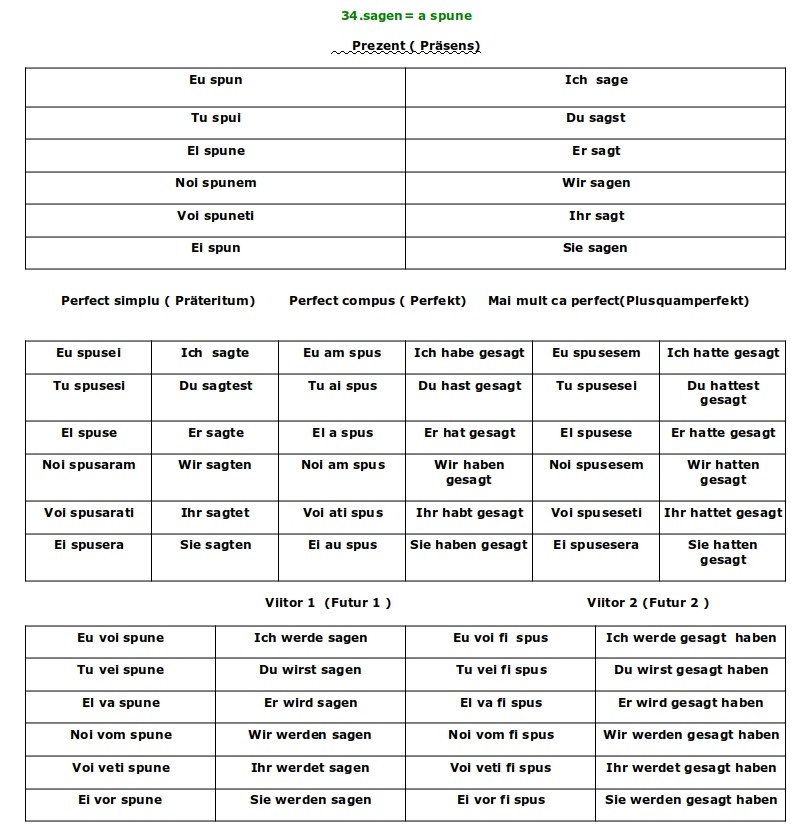 34.sagen= a spune
Prezent ( Präsens)
Eu spun Ich sage
Tu spui Du sagst
El spune Er sagt
Noi spunem Wir sagen
Voi spuneti Ihr sagt
Ei spun Sie sagen
Perfect simplu ( Präteritum) Perfect compus ( Perfekt) Mai mult ca perfect(Plusquamperfekt)
Eu spusei Ich sagte Eu am spus Ich habe gesagt Eu spusesem Ich hatte gesagt
Tu spusesi Du sagtest Tu ai spus Du hast gesagt Tu spusesei Du hattest
gesagt
El spuse Er sagte El a spus Er hat gesagt El spusese Er hatte gesagt
Noi spusaram Wir sagten Noi am spus Wir haben
gesagt
Noi spusesem Wir hatten
gesagt
Voi spusarati Ihr sagtet Voi ati spus Ihr habt gesagt Voi spuseseti Ihr hattet gesagt
Ei spusera Sie sagten Ei au spus Sie haben gesagt Ei spusesera Sie hatten
gesagt
Viitor 1 (Futur 1 ) Viitor 2 (Futur 2 )
Eu voi spune Ich werde sagen Eu voi fi spus Ich werde gesagt haben
Tu vei spune Du wirst sagen Tu vei fi spus Du wirst gesagt haben
El va spune Er wird sagen El va fi spus Er wird gesagt haben
Noi vom spune Wir werden sagen Noi vom fi spus Wir werden gesagt haben
Voi veti spune Ihr werdet sagen Voi veti fi spus Ihr werdet gesagt haben
Ei vor spune Sie werden sagen Ei vor fi spus Sie werden gesagt haben